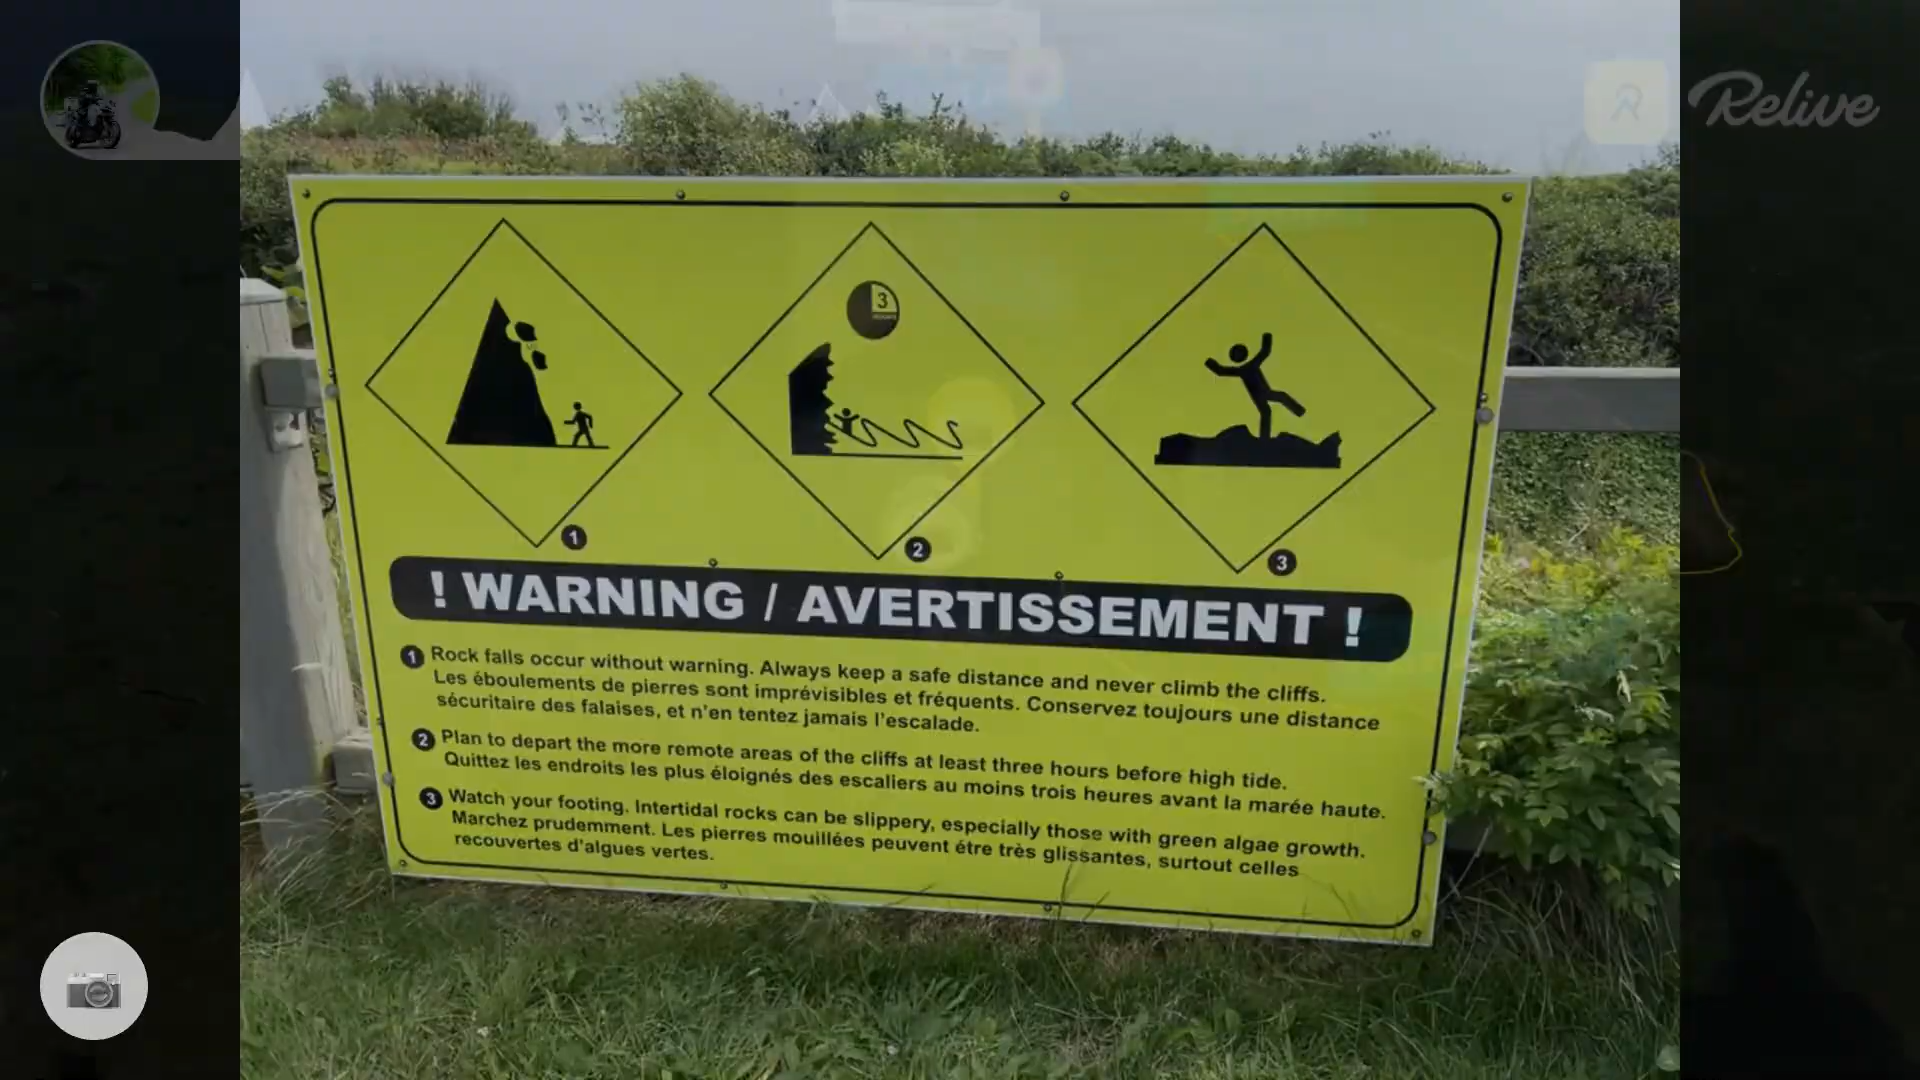 Relive
3
1
2
3
! WARNING / AVERTISSEMENT !
1 Rock falls occur without warning. Always keep a safe distance and never climb the cliffs.
Les éboulements de pierres sont imprévisibles et fréquents. Conservez toujours une distance
sécuritaire des falaises, et n'en tentez jamais l'escalade.
2 Plan to depart the more remote areas of the cliffs at least three hours before high tide.
Quittez les endroits les plus éloignés des escaliers au moins trois heures avant la marée haute.
3 Watch your footing. Intertidal rocks can be slippery, especially those with green algae growth.
Marchez prudemment. Les pierres mouillées peuvent étre très glissantes, surtout celles
recouvertes d'algues vertes.